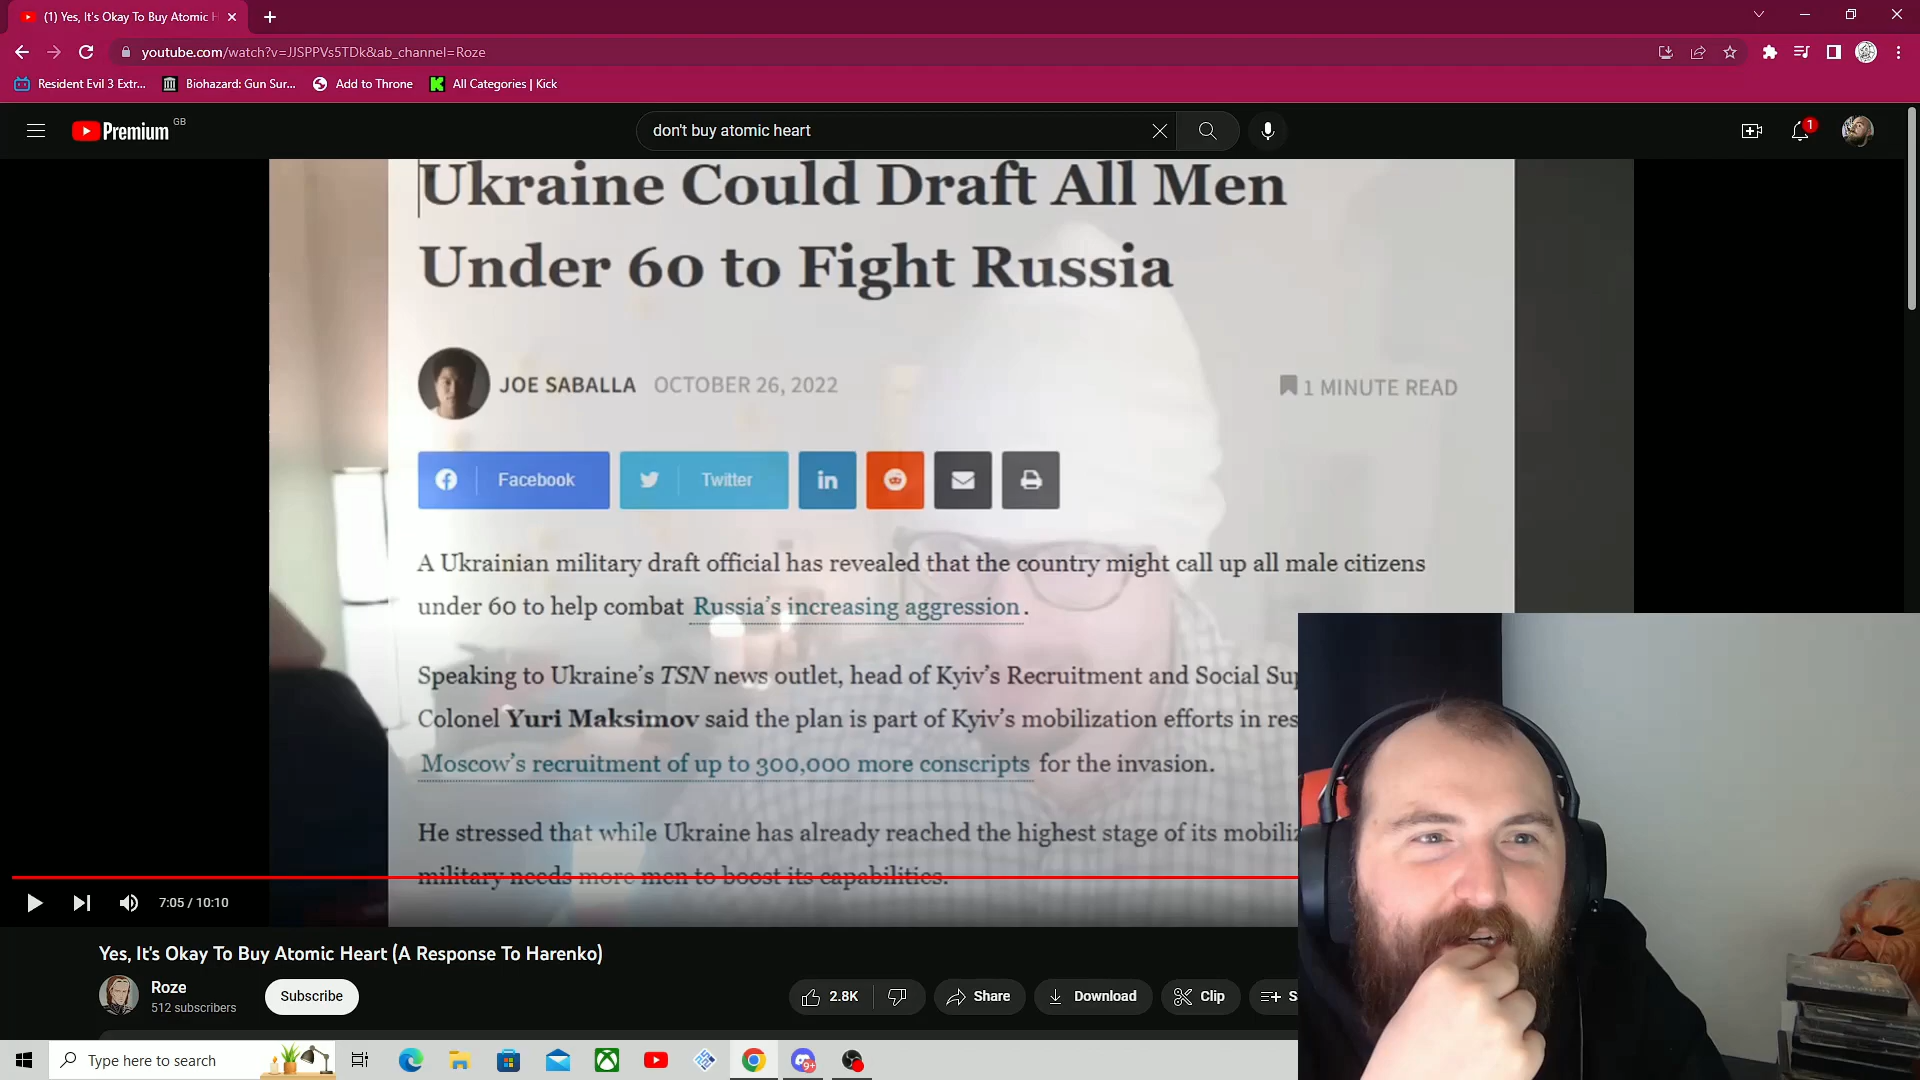 (1) Yes, It's Okay To Buy Atomic H
youtube.com/watch?v=JJSPPVs5TDk&ab_channel=Roze
Resident Evil 3 Extr... Biohazard: Gun Sur... Add to Throne All Categories | Kick
Premium GB
don't buy atomic heart
1
Ukraine Could Draft All Men
Under 60 to Fight Russia
JOE SABALLA OCTOBER 26, 2022
1 MINUTE READ
Facebook Twitter in
A Ukrainian military draft official has revealed that the country might call up all male citizens
under 60 to help combat Russia's increasing aggression.
Speaking to Ukraine's TSN news outlet, head of Kyiv's Recruitment and Social Sup
Colonel Yuri Maksimov said the plan is part of Kyiv's mobilization efforts in res
Moscow's recruitment of up to 300,000 more conscripts for the invasion.
He stressed that while Ukraine has already reached the highest stage of its mobiliz
military needs more men to boost its capabilities.
7:05 / 10:10
Yes, It's Okay To Buy Atomic Heart (A Response To Harenko)
Roze
512 subscribers
Subscribe
2.8K Share Download Clip S
Type here to search
9+